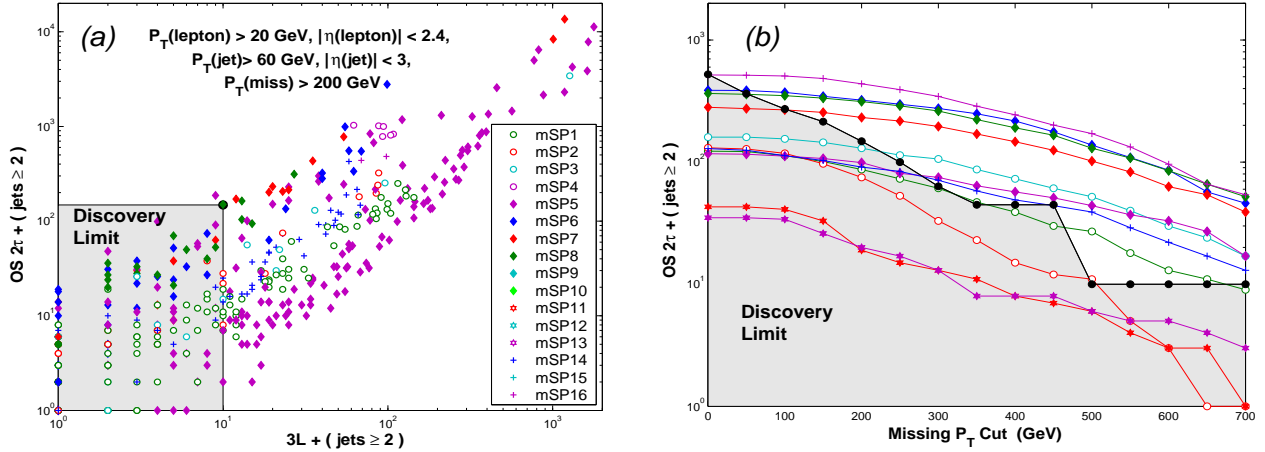 (a)
P_T(lepton) > 20 GeV, |η(lepton)| < 2.4,
P_T(jet)> 60 GeV, |η(jet)| < 3,
P_T(miss) > 200 GeV
Discovery
Limit
mSP1
mSP2
mSP3
mSP4
mSP5
mSP6
mSP7
mSP8
mSP9
mSP10
mSP11
mSP12
mSP13
mSP14
mSP15
mSP16
OS 2τ + ( jets ≥ 2 )
10^4
10^3
10^2
10^1
10^0
10^0 10^1 10^2 10^3
3L + ( jets ≥ 2 )
(b)
Discovery
Limit
OS 2τ + ( jets ≥ 2 )
10^3
10^2
10^1
10^0
0 100 200 300 400 500 600 700
Missing P_T Cut (GeV)